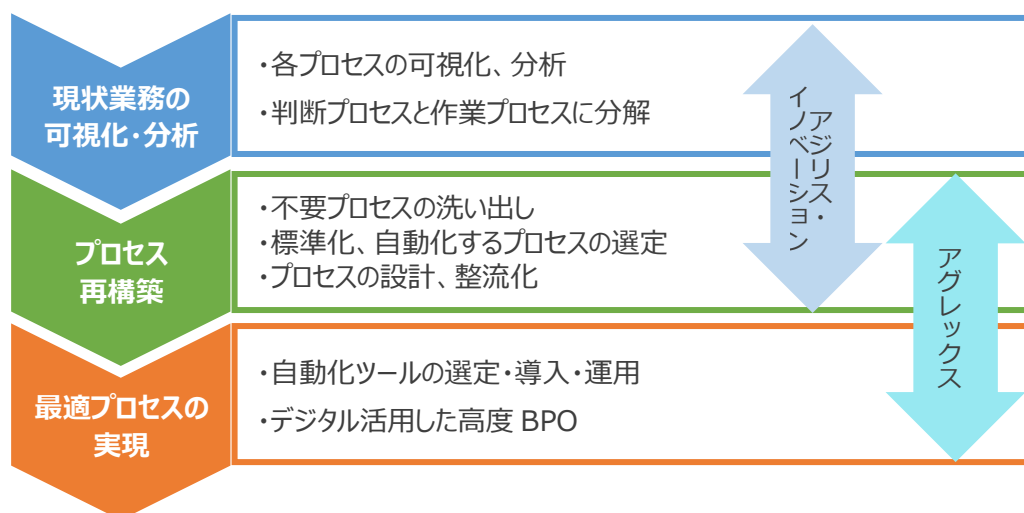 現状業務の
可視化・分析
・各プロセスの可視化、分析
・判断プロセスと作業プロセスに分解
プロセス
再構築
・不要プロセスの洗い出し
・標準化、自動化するプロセスの選定
・プロセスの設計、整流化
最適プロセスの
実現
・自動化ツールの選定・導入・運用
・デジタル活用した高度 BPO
アジリス・
イノベーション
アグレックス